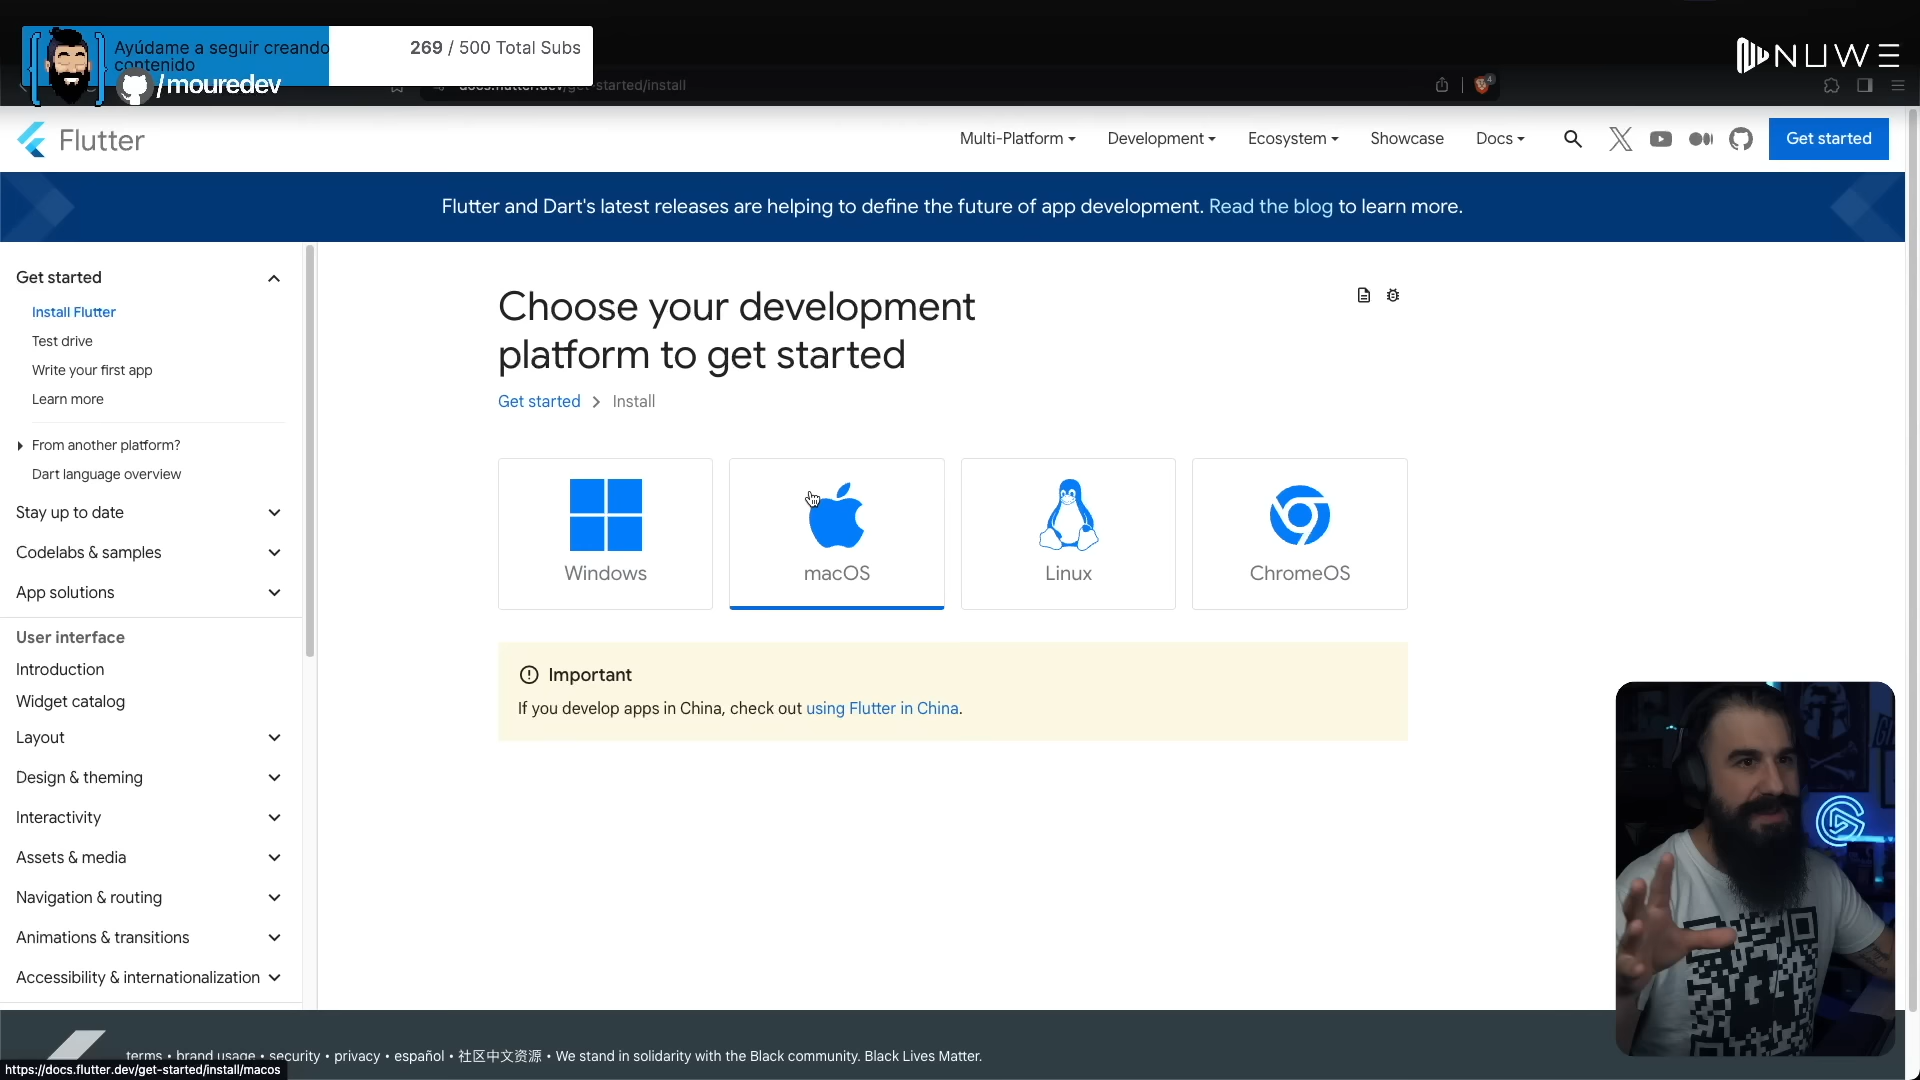 Ayúdame a seguir creando
contenido
269 / 500 Total Subs
/mouredev
NUWE
docs.flutter.dev/get-started/install
4
Flutter
Multi-Platform
Development
Ecosystem
Showcase
Docs
Get started
Flutter and Dart's latest releases are helping to define the future of app development. Read the blog to learn more.
Get started
Install Flutter
Test drive
Write your first app
Learn more
From another platform?
Dart language overview
Stay up to date
Codelabs & samples
App solutions
User interface
Introduction
Widget catalog
Layout
Design & theming
Interactivity
Assets & media
Navigation & routing
Animations & transitions
Accessibility & internationalization
Choose your development
platform to get started
Get started > Install
Windows
macOS
Linux
ChromeOS
Important
If you develop apps in China, check out using Flutter in China.
terms • brand usage • security • privacy • español • 社区中文资源 • We stand in solidarity with the Black community. Black Lives Matter.
https://docs.flutter.dev/get-started/install/macos